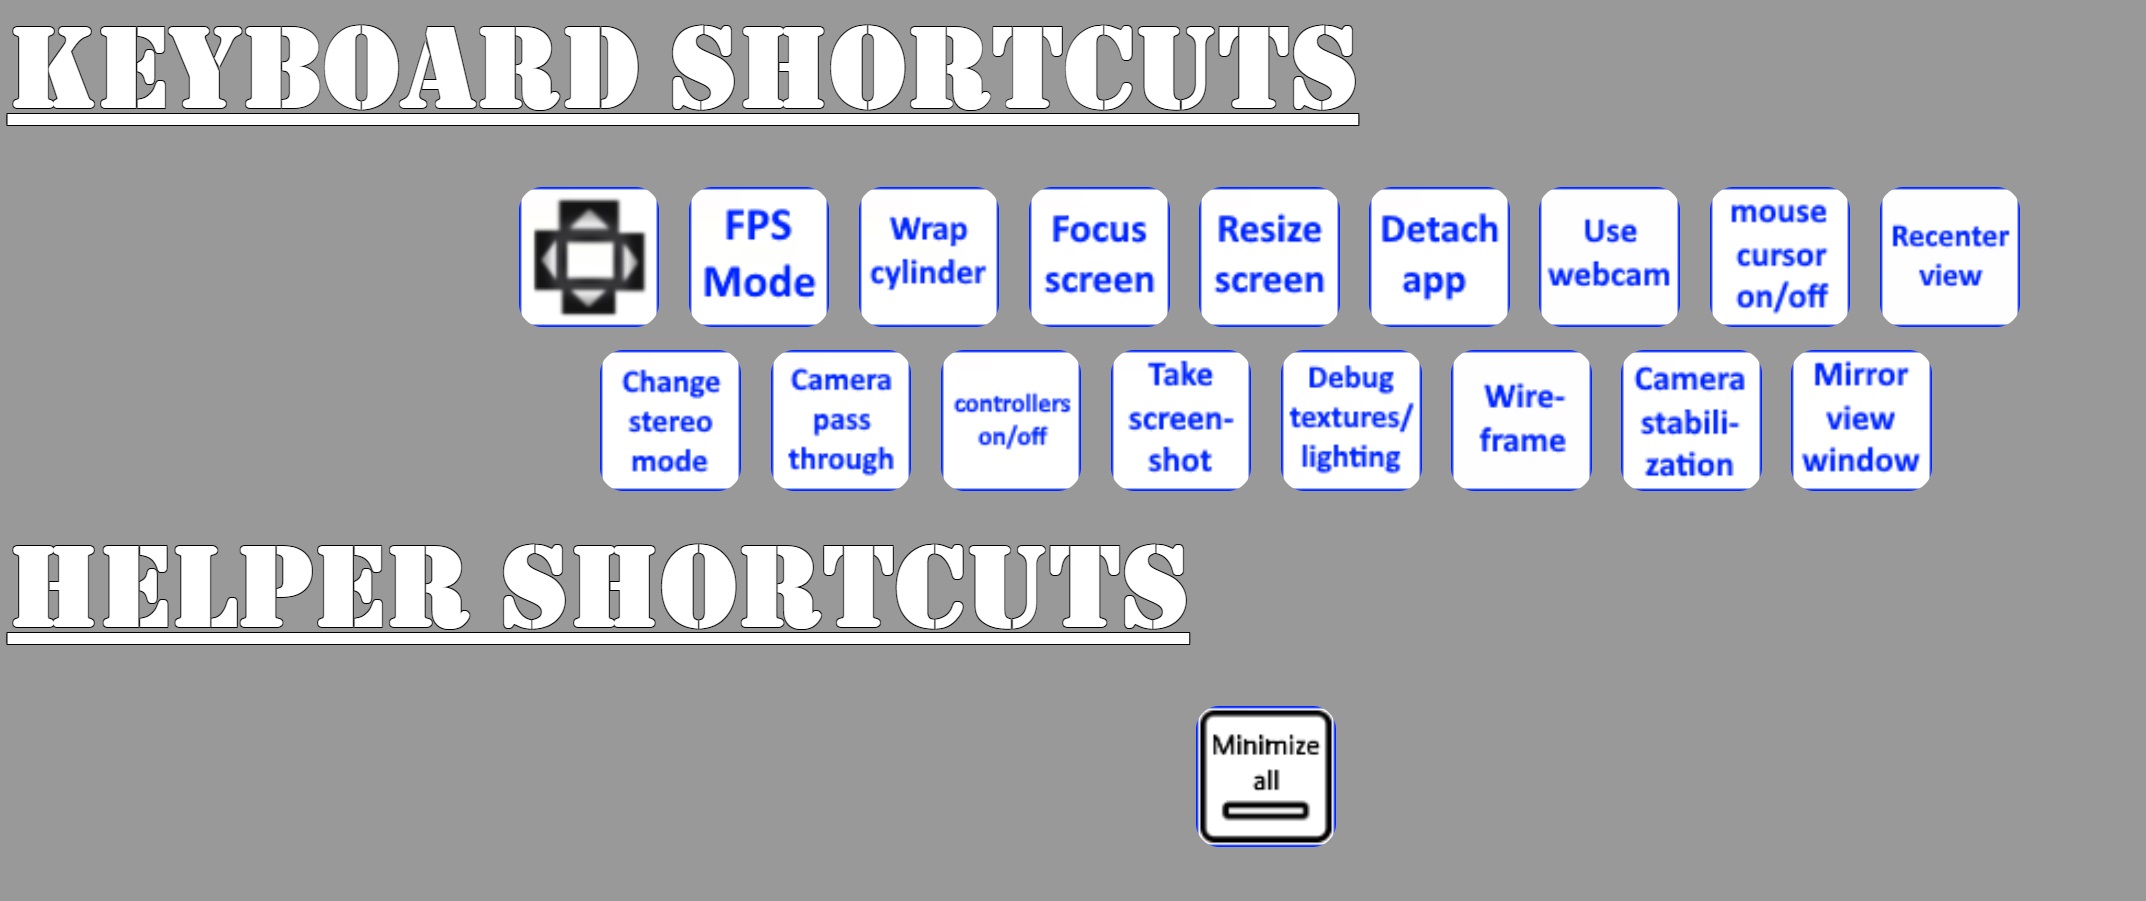 KEYBOARD SHORTCUTS
FPS
Mode
Wrap
cylinder
Focus
screen
Resize
screen
Detach
app
Use
webcam
mouse
cursor
on/off
Recenter
view
Change
stereo
mode
Camera
pass
through
controllers
on/off
Take
screen-
shot
Debug
textures/
lighting
Wire-
frame
Camera
stabili-
zation
Mirror
view
window
HELPER SHORTCUTS
Minimize
all